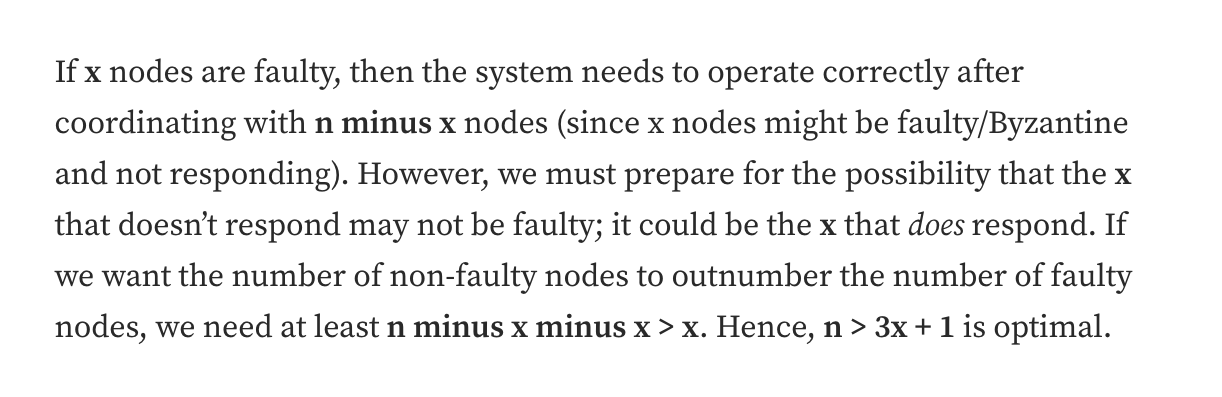 If x nodes are faulty, then the system needs to operate correctly after
coordinating with n minus x nodes (since x nodes might be faulty/Byzantine
and not responding). However, we must prepare for the possibility that the x
that doesn’t respond may not be faulty; it could be the x that does respond. If
we want the number of non-faulty nodes to outnumber the number of faulty
nodes, we need at least n minus x minus x > x. Hence, n > 3x + 1 is optimal.